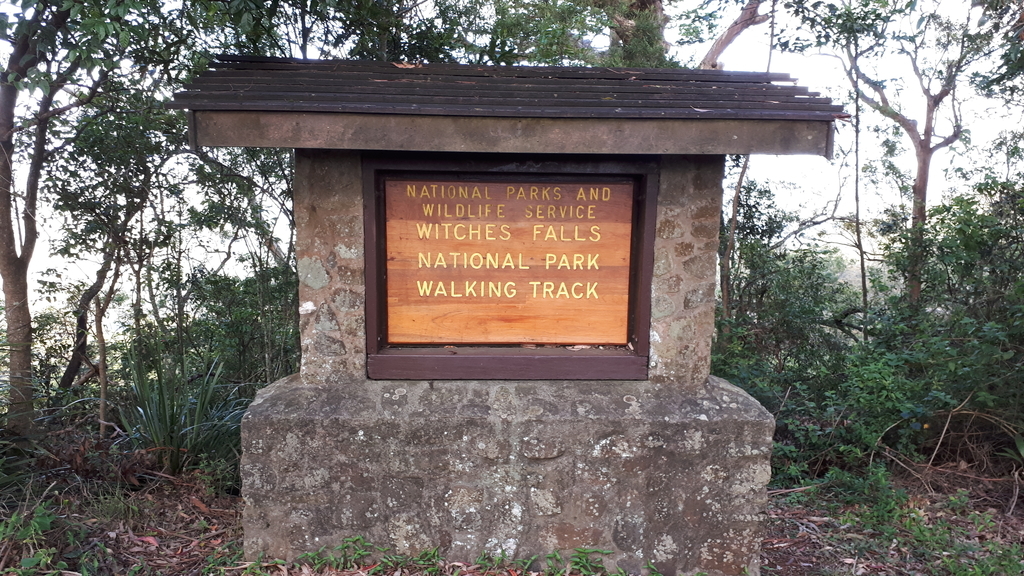 NATIONAL PARKS AND
WILDLIFE SERVICE
WITCHES FALLS
NATIONAL PARK
WALKING TRACK